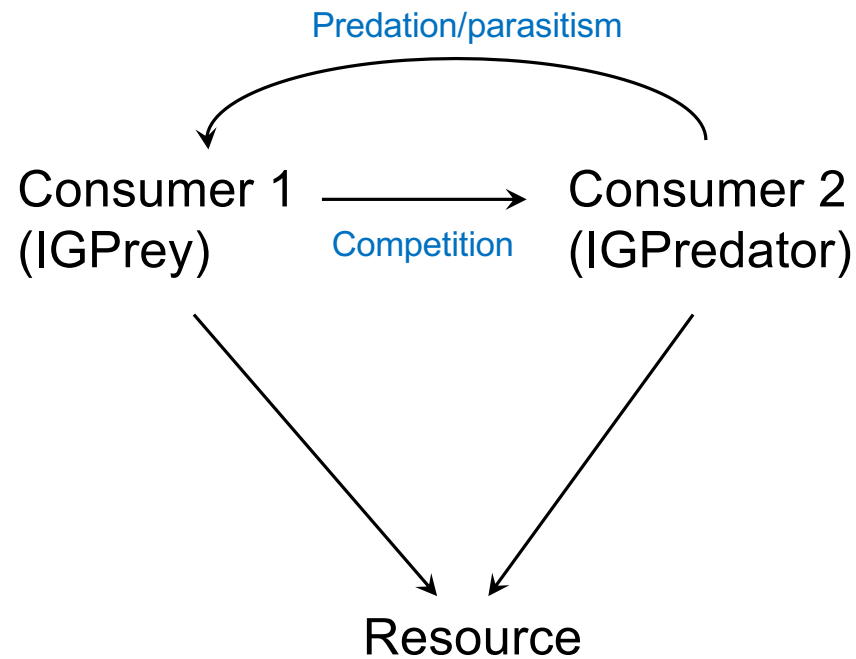 Predation/parasitism
Consumer 1
(IGPrey)
Competition
Consumer 2
(IGPredator)
Resource